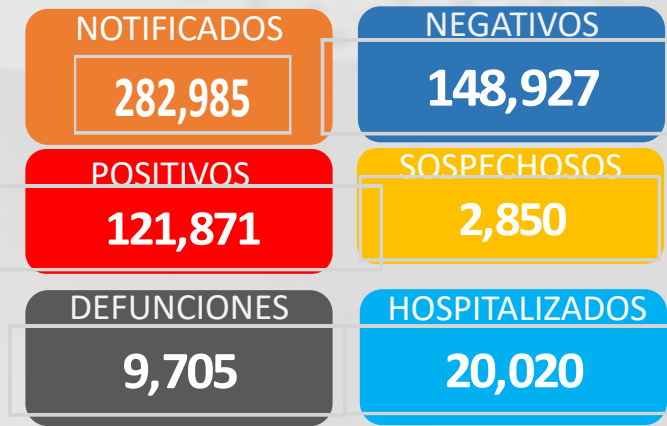 NOTIFICADOS
282,985
NEGATIVOS
148,927
POSITIVOS
121,871
SOSPECHOSOS
2,850
DEFUNCIONES
9,705
HOSPITALIZADOS
20,020